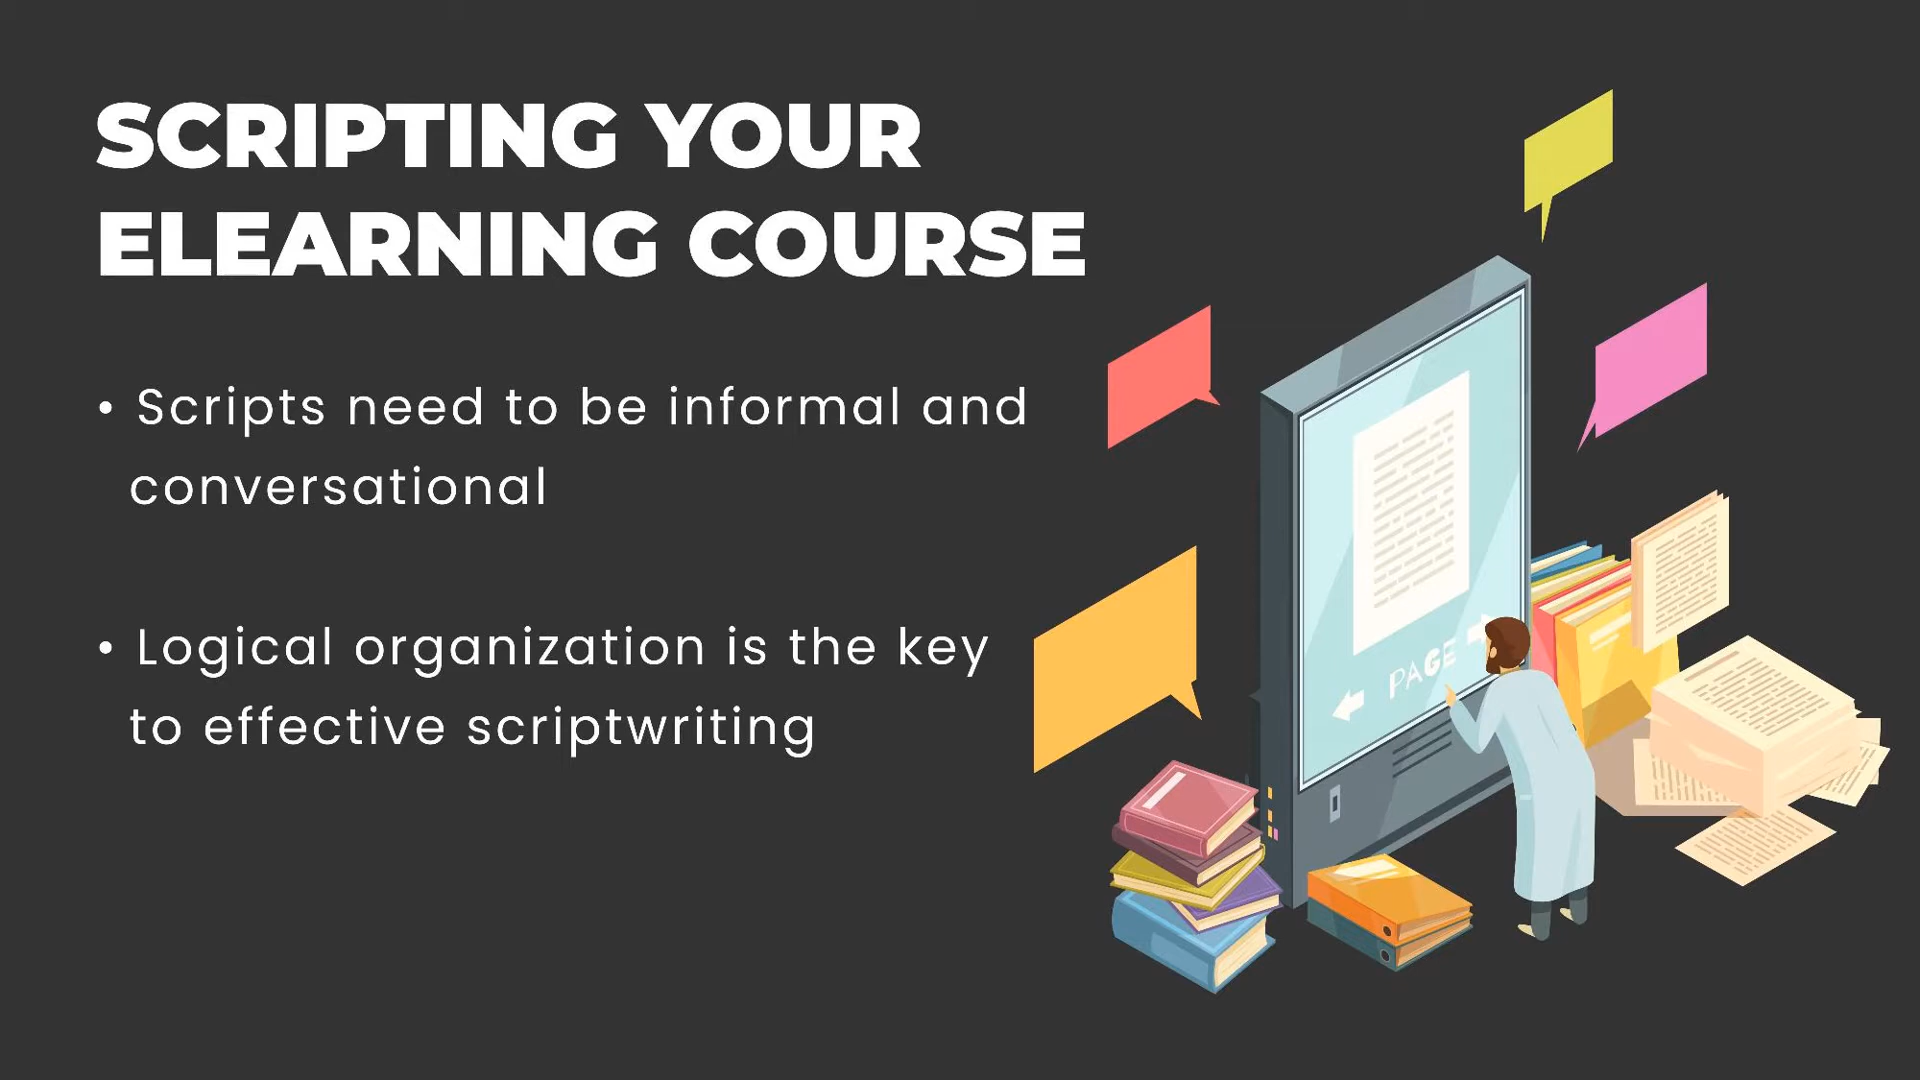 SCRIPTING YOUR
ELEARNING COURSE
• Scripts need to be informal and
conversational
• Logical organization is the key
to effective scriptwriting
PAGE